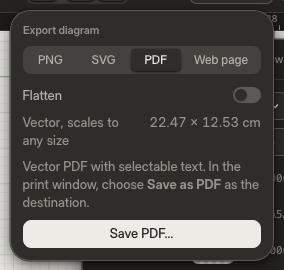 Export diagram
PNG SVG PDF Web page
Flatten
Vector, scales to any size 22.47 × 12.53 cm
Vector PDF with selectable text. In the
print window, choose Save as PDF as the
destination.
Save PDF...